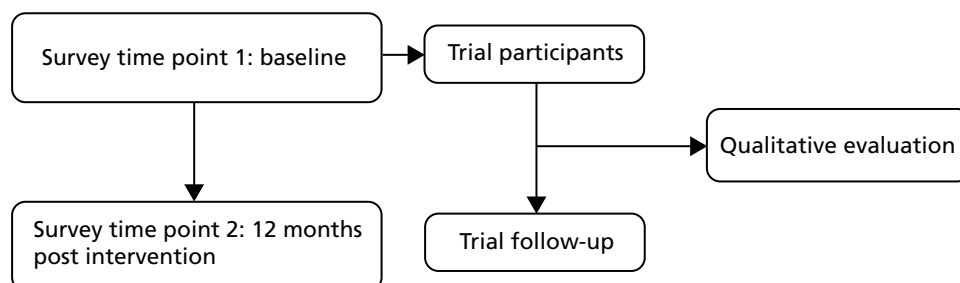 Survey time point 1: baseline
Trial participants
Qualitative evaluation
Survey time point 2: 12 months
post intervention
Trial follow-up